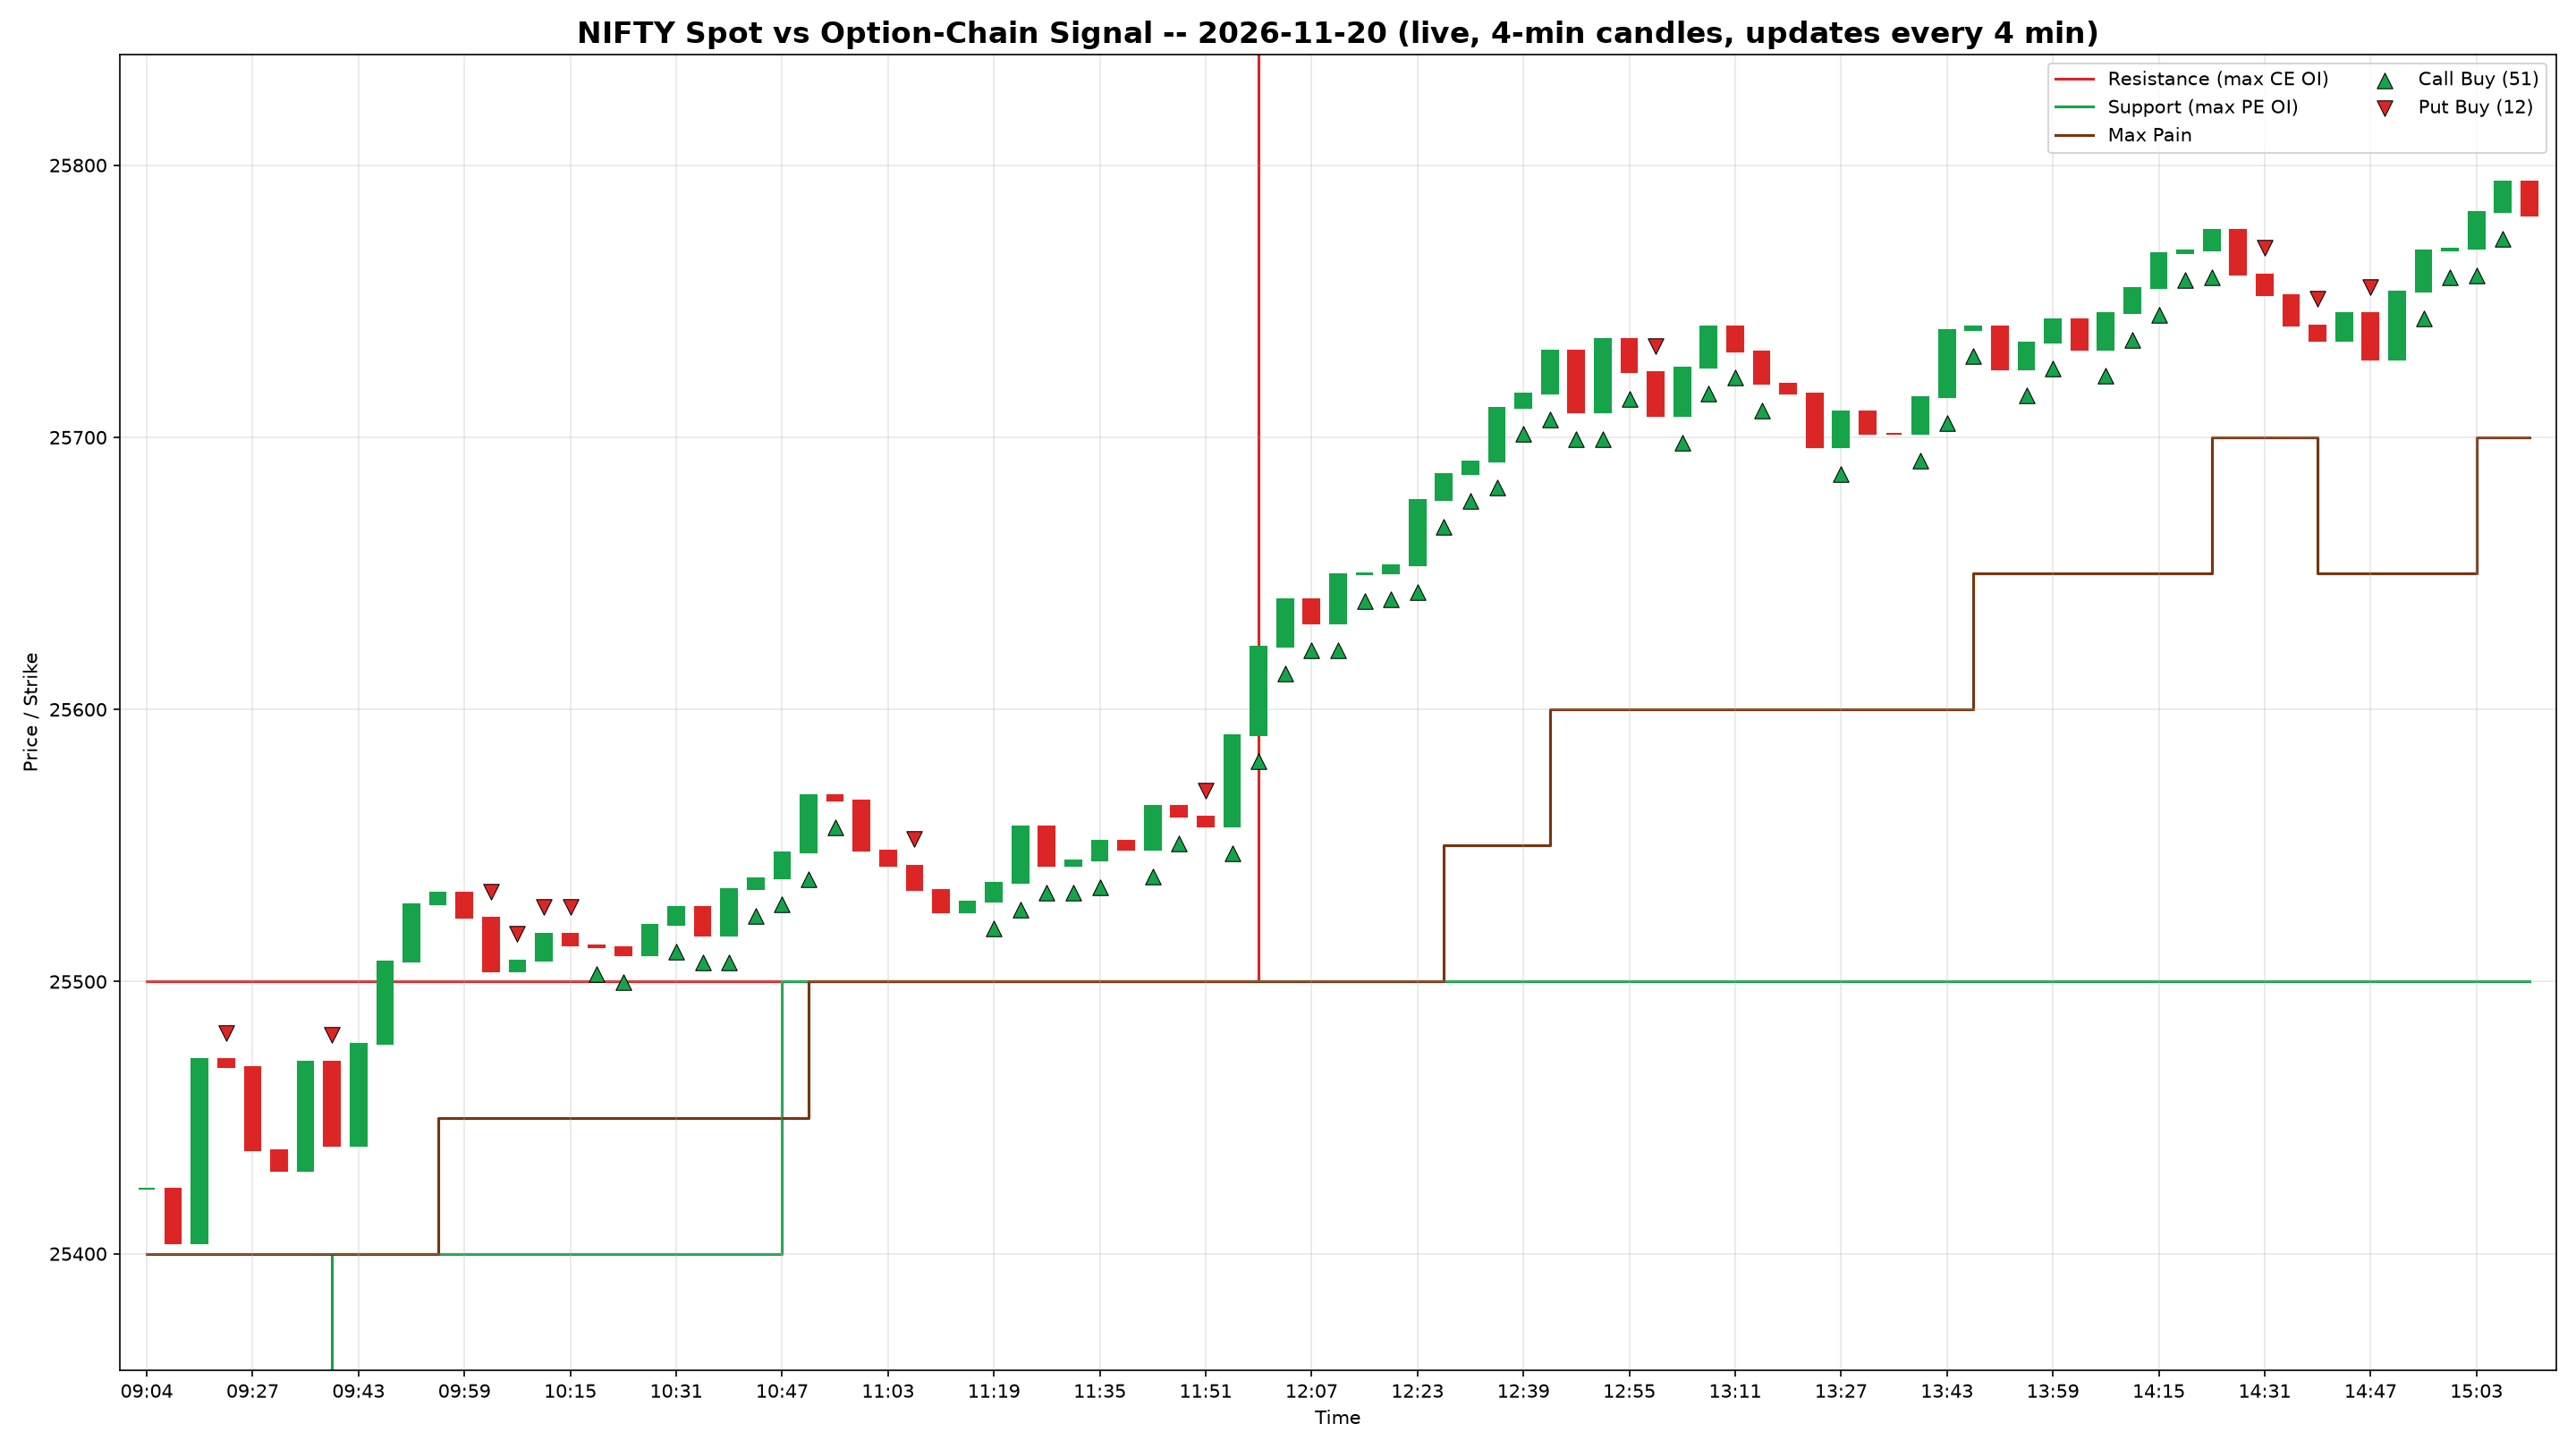 NIFTY Spot vs Option-Chain Signal -- 2026-11-20 (live, 4-min candles, updates every 4 min)
Resistance (max CE OI)
Support (max PE OI)
Max Pain
Call Buy (51)
Put Buy (12)
Price / Strike
25800
25700
25600
25500
25400
09:04 09:27 09:43 09:59 10:15 10:31 10:47 11:03 11:19 11:35 11:51 12:07 12:23 12:39 12:55 13:11 13:27 13:43 13:59 14:15 14:31 14:47 15:03
Time